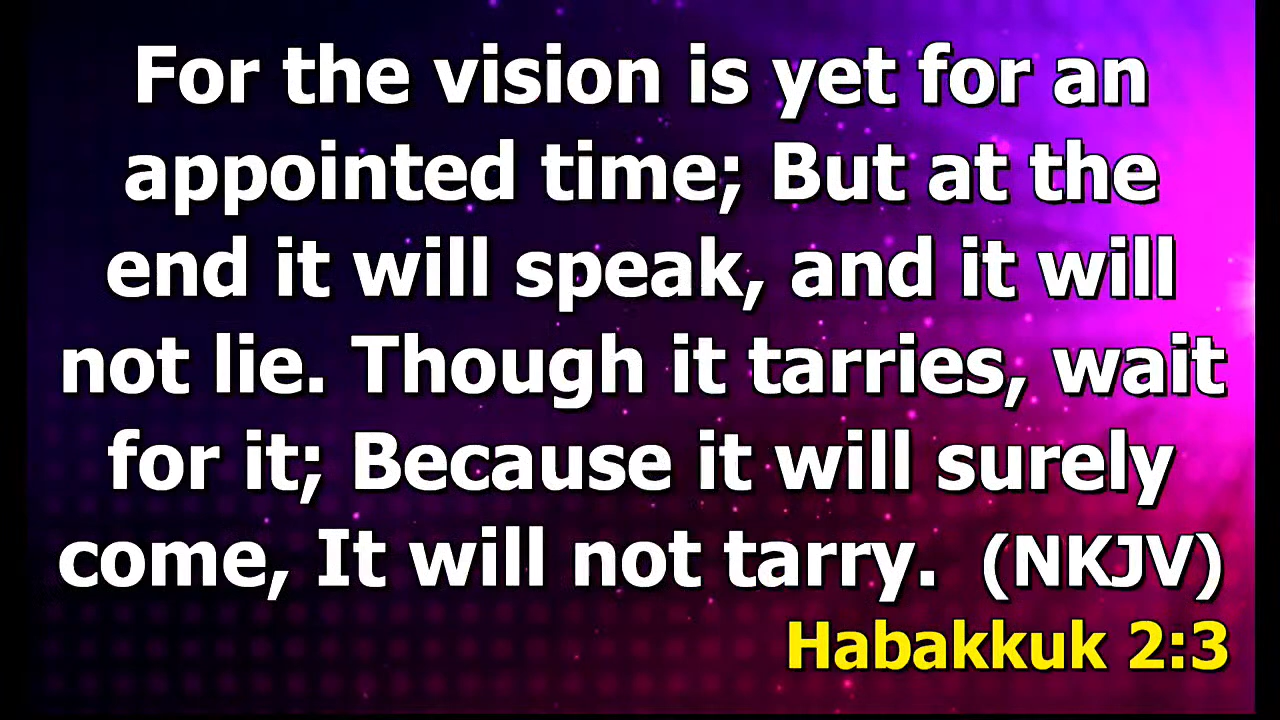 For the vision is yet for an
appointed time; But at the
end it will speak, and it will
not lie. Though it tarries, wait
for it; Because it will surely
come, It will not tarry.  (NKJV)
Habakkuk 2:3